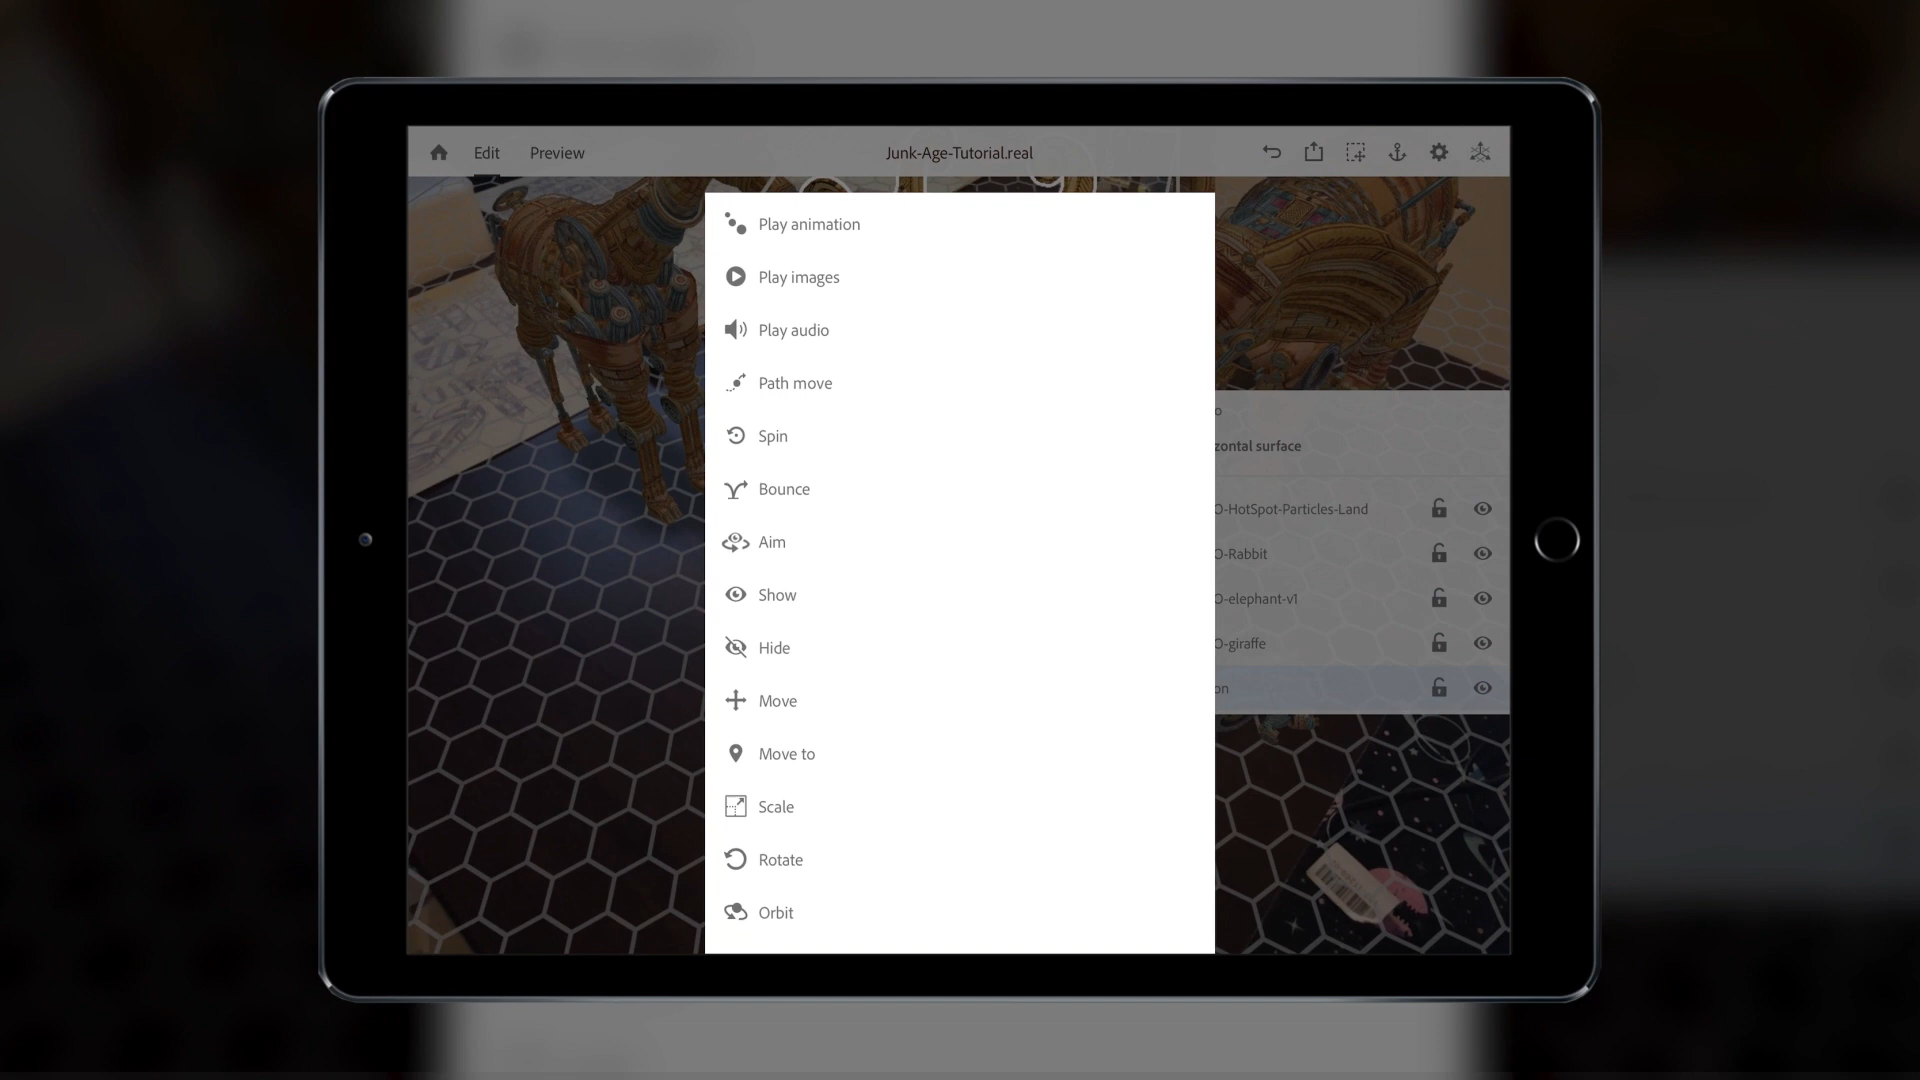 Edit
Preview
Junk-Age-Tutorial.real
Play animation
Play images
Play audio
Path move
Spin
Bounce
Aim
Show
Hide
Move
Move to
Scale
Rotate
Orbit
o
zontal surface
O-HotSpot-Particles-Land
O-Rabbit
O-elephant-v1
O-giraffe
on